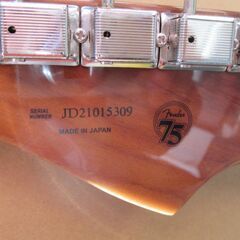 SERIAL
NUMBER
JD21015309
MADE IN JAPAN
Fender
75